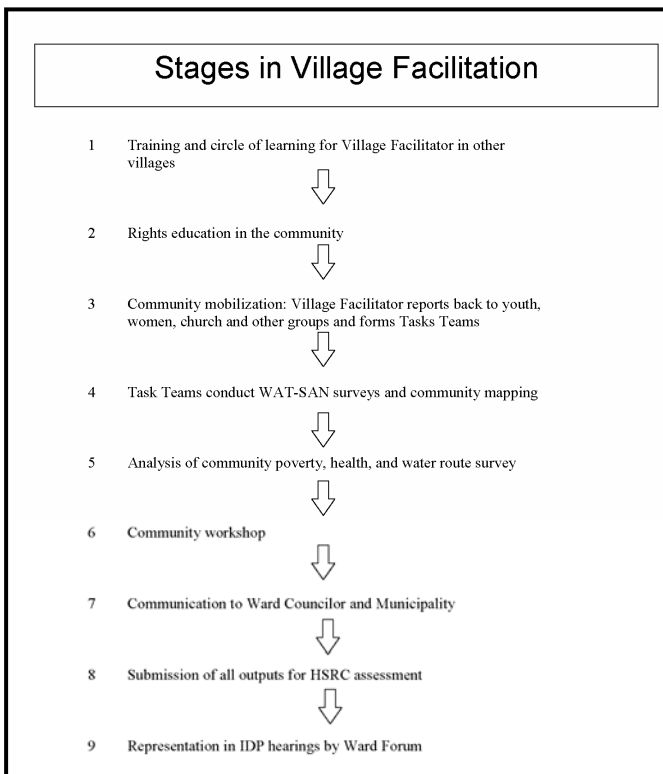 Stages in Village Facilitation
1 Training and circle of learning for Village Facilitator in other
villages
2 Rights education in the community
3 Community mobilization: Village Facilitator reports back to youth,
women, church and other groups and forms Tasks Teams
4 Task Teams conduct WAT-SAN surveys and community mapping
5 Analysis of community poverty, health, and water route survey
6 Community workshop
7 Communication to Ward Councilor and Municipality
8 Submission of all outputs for HSRC assessment
9 Representation in IDP hearings by Ward Forum